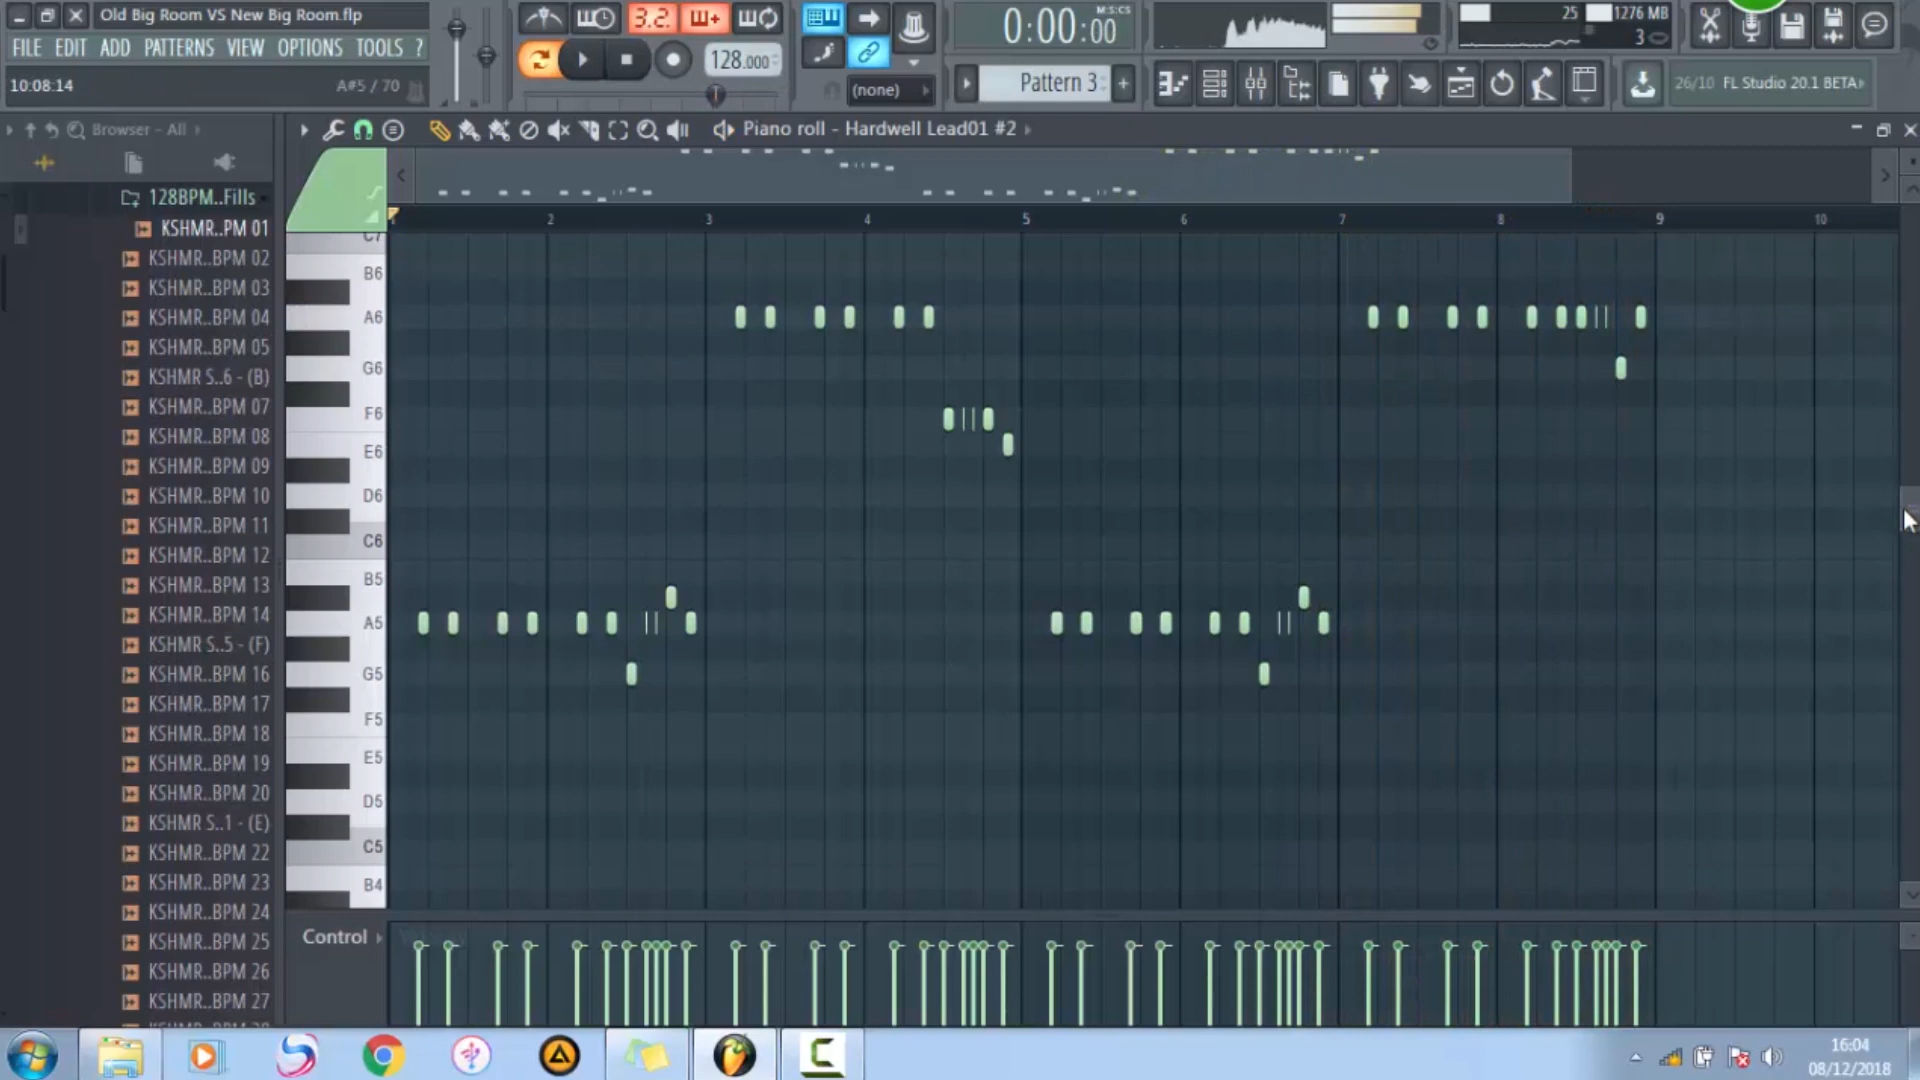 Old Big Room VS New Big Room.flp
FILE EDIT ADD PATTERNS VIEW OPTIONS TOOLS ?
10:08:14 A#5 / 70
3.2.
128.000
(none)
0:00:00
M:S:CS
Pattern 3
25
1276 MB
3
26/10 FL Studio 20.1 BETA
Browser - All
Piano roll - Hardwell Lead01 #2
128BPM..Fills
KSHMR..PM 01
KSHMR..BPM 02
KSHMR..BPM 03
KSHMR..BPM 04
KSHMR..BPM 05
KSHMR S..6 - (B)
KSHMR..BPM 07
KSHMR..BPM 08
KSHMR..BPM 09
KSHMR..BPM 10
KSHMR..BPM 11
KSHMR..BPM 12
KSHMR..BPM 13
KSHMR..BPM 14
KSHMR S..5 - (F)
KSHMR..BPM 16
KSHMR..BPM 17
KSHMR..BPM 18
KSHMR..BPM 19
KSHMR..BPM 20
KSHMR S..1 - (E)
KSHMR..BPM 22
KSHMR..BPM 23
KSHMR..BPM 24
KSHMR..BPM 25
KSHMR..BPM 26
KSHMR..BPM 27
2 3 4 5 6 7 8 9 10
C7
B6
A6
G6
F6
E6
D6
C6
B5
A5
G5
F5
E5
D5
C5
B4
Control
16:04
08/12/2018